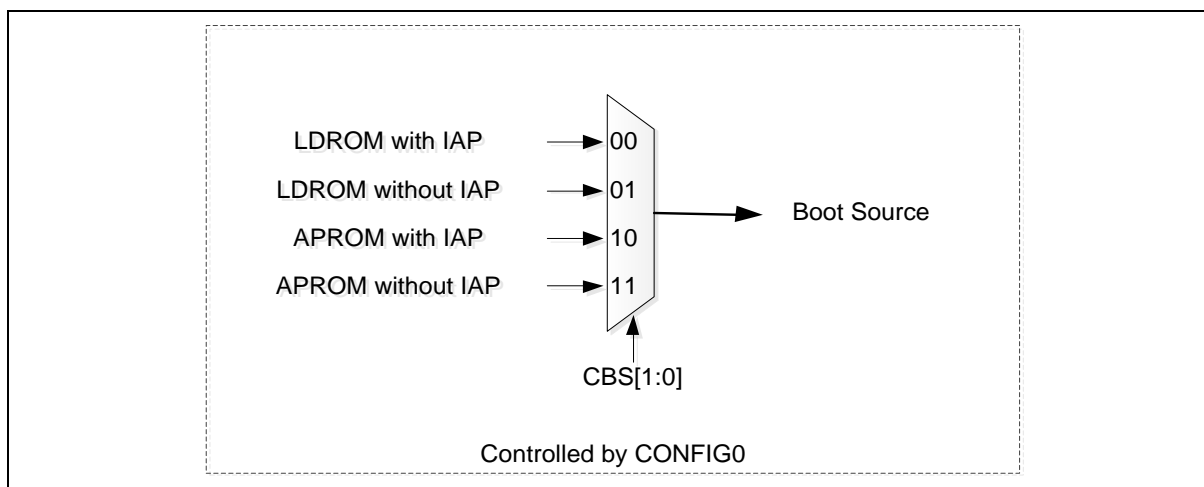 LDROM with IAP
00
LDROM without IAP
01
APROM with IAP
10
APROM without IAP
11
Boot Source
CBS[1:0]
Controlled by CONFIG0